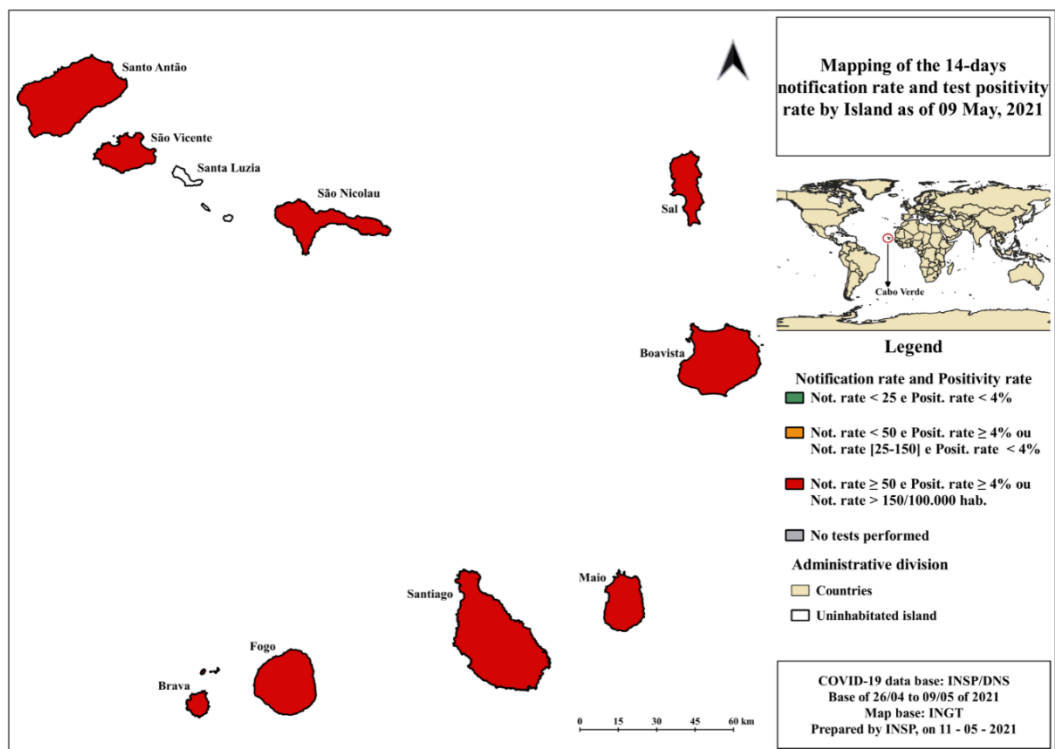 Santo Antão
São Vicente
Santa Luzia
São Nicolau
Sal
Boavista
Maio
Santiago
Fogo
Brava
0 15 30 45 60 km
Mapping of the 14-days
notification rate and test positivity
rate by Island as of 09 May, 2021
Cabo Verde
Legend
Notification rate and Positivity rate
Not. rate < 25 e Posit. rate < 4%
Not. rate < 50 e Posit. rate ≥ 4% ou
Not. rate [25-150] e Posit. rate < 4%
Not. rate ≥ 50 e Posit. rate ≥ 4% ou
Not. rate > 150/100.000 hab.
No tests performed
Administrative division
Countries
Uninhabitated island
COVID-19 data base: INSP/DNS
Base of 26/04 to 09/05 of 2021
Map base: INGT
Prepared by INSP, on 11 - 05 - 2021